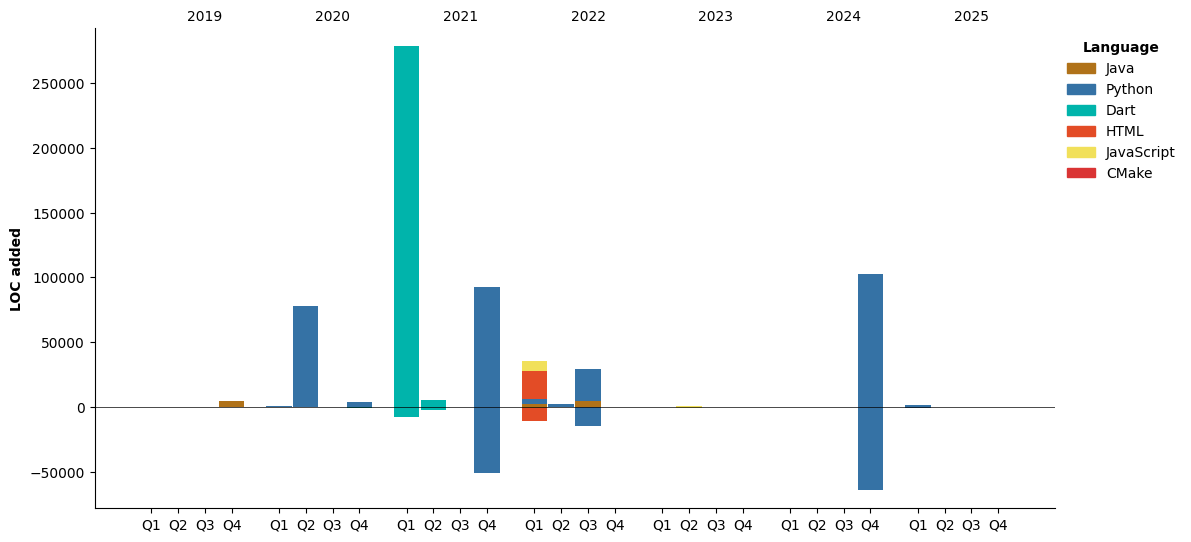 2019 2020 2021 2022 2023 2024 2025
Language
Java
Python
Dart
HTML
JavaScript
CMake
LOC added
250000
200000
150000
100000
50000
0
−50000
Q1 Q2 Q3 Q4 Q1 Q2 Q3 Q4 Q1 Q2 Q3 Q4 Q1 Q2 Q3 Q4 Q1 Q2 Q3 Q4 Q1 Q2 Q3 Q4 Q1 Q2 Q3 Q4